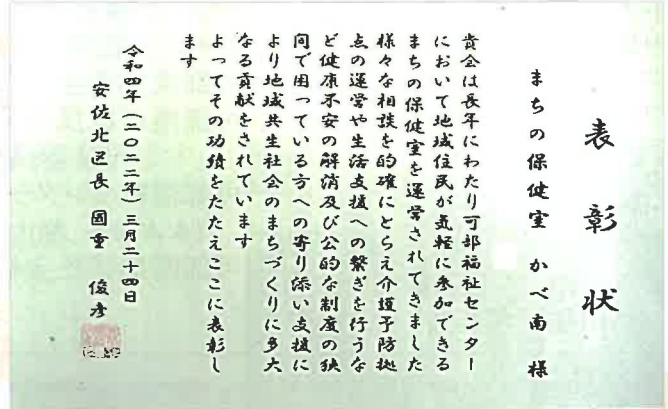 表彰状
まちの保健室 かべ南 様
貴会は長年にわたり可部福祉センター
において地域住民が気軽に参加できる
まちの保健室を運営されてきました
様々な相談を的確にとらえ介護予防拠
点の運営や生活支援への繋ぎを行うな
ど健康不安の解消及び公的な制度の狭
間で困っている方への寄り添い支援に
より地域共生社会のまちづくりに多大
なる貢献をされています
よってその功績をたたえここに表彰し
ます
令和四年(二〇二二年)三月二十四日
安佐北区長 國重 俊彦